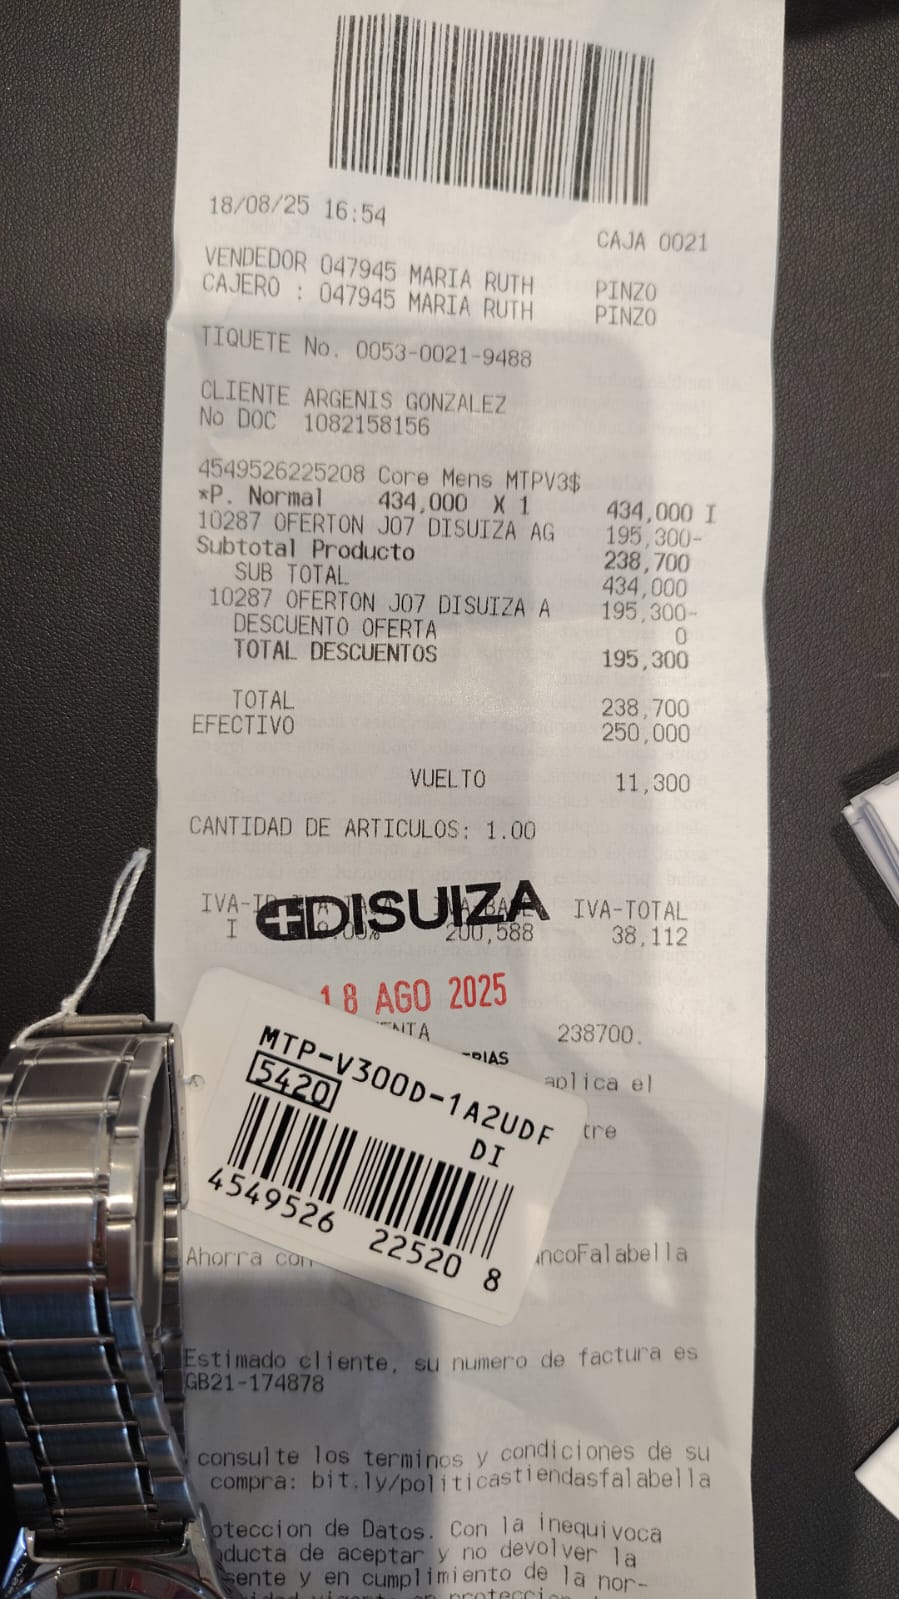 18/08/25 16:54 CAJA 0021
VENDEDOR 047945 MARIA RUTH PINZO
CAJERO : 047945 MARIA RUTH PINZO
TIQUETE No. 0053-0021-9488
CLIENTE ARGENIS GONZALEZ
No DOC 1082158156
4549526225208 Core Mens MTPV3$
*P. Normal 434,000 X 1 434,000 I
10287 OFERTON J07 DISUIZA AG 195,300-
Subtotal Producto 238,700
SUB TOTAL 434,000
10287 OFERTON J07 DISUIZA A 195,300-
DESCUENTO OFERTA 0
TOTAL DESCUENTOS 195,300
TOTAL 238,700
EFECTIVO 250,000
VUELTO 11,300
CANTIDAD DE ARTICULOS: 1.00
IVA-TOTAL
I 200,588 38,112
DISUIZA
18 AGO 2025
238700.
aplica el
MTP-V300D-1A2UDF
5420
DI
4549526 22520 8
Ahorra con
Estimado cliente, su numero de factura es
GB21-174878
consulte los terminos y condiciones de su
compra: bit.ly/politicastiendasfalabella
Datos. Con la inequivoca
de aceptar y no devolver la
y en cumplimiento de la nor-